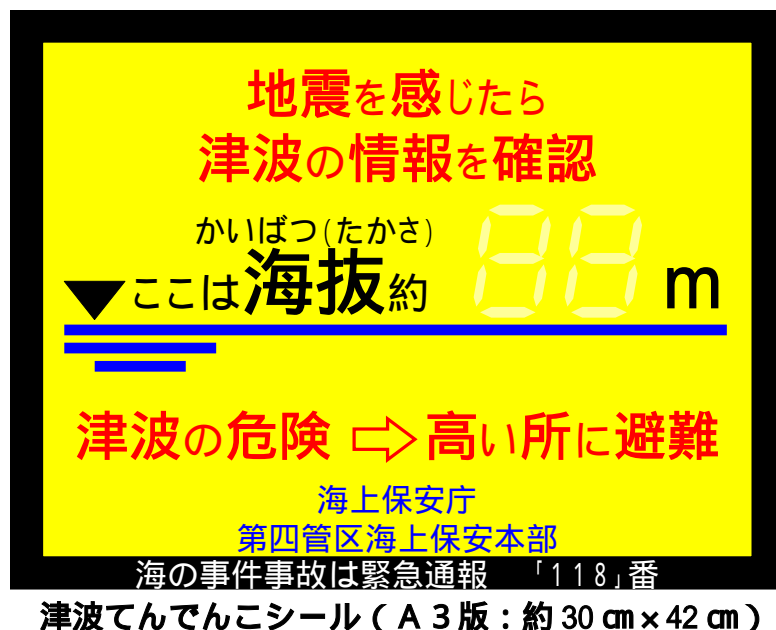 地震を感じたら
津波の情報を確認
かいばつ(たかさ)
ここは海抜約 88 m
津波の危険 ⇨ 高い所に避難
海上保安庁
第四管区海上保安本部
海の事件事故は緊急通報 「118」番
津波てんでんこシール（Ａ３版：約30㎝×42㎝）